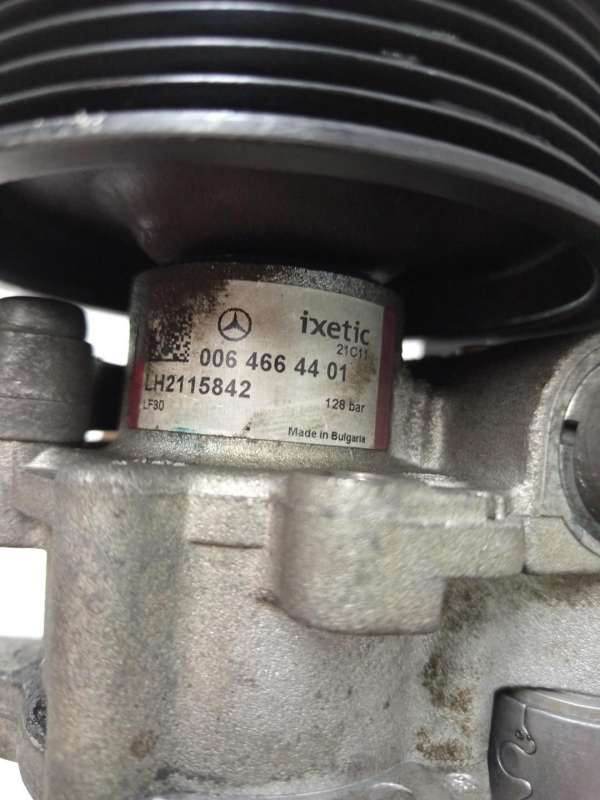 ixetic
21C11
006 466 44 01
LH2115842
LF30
128 bar
Made in Bulgaria